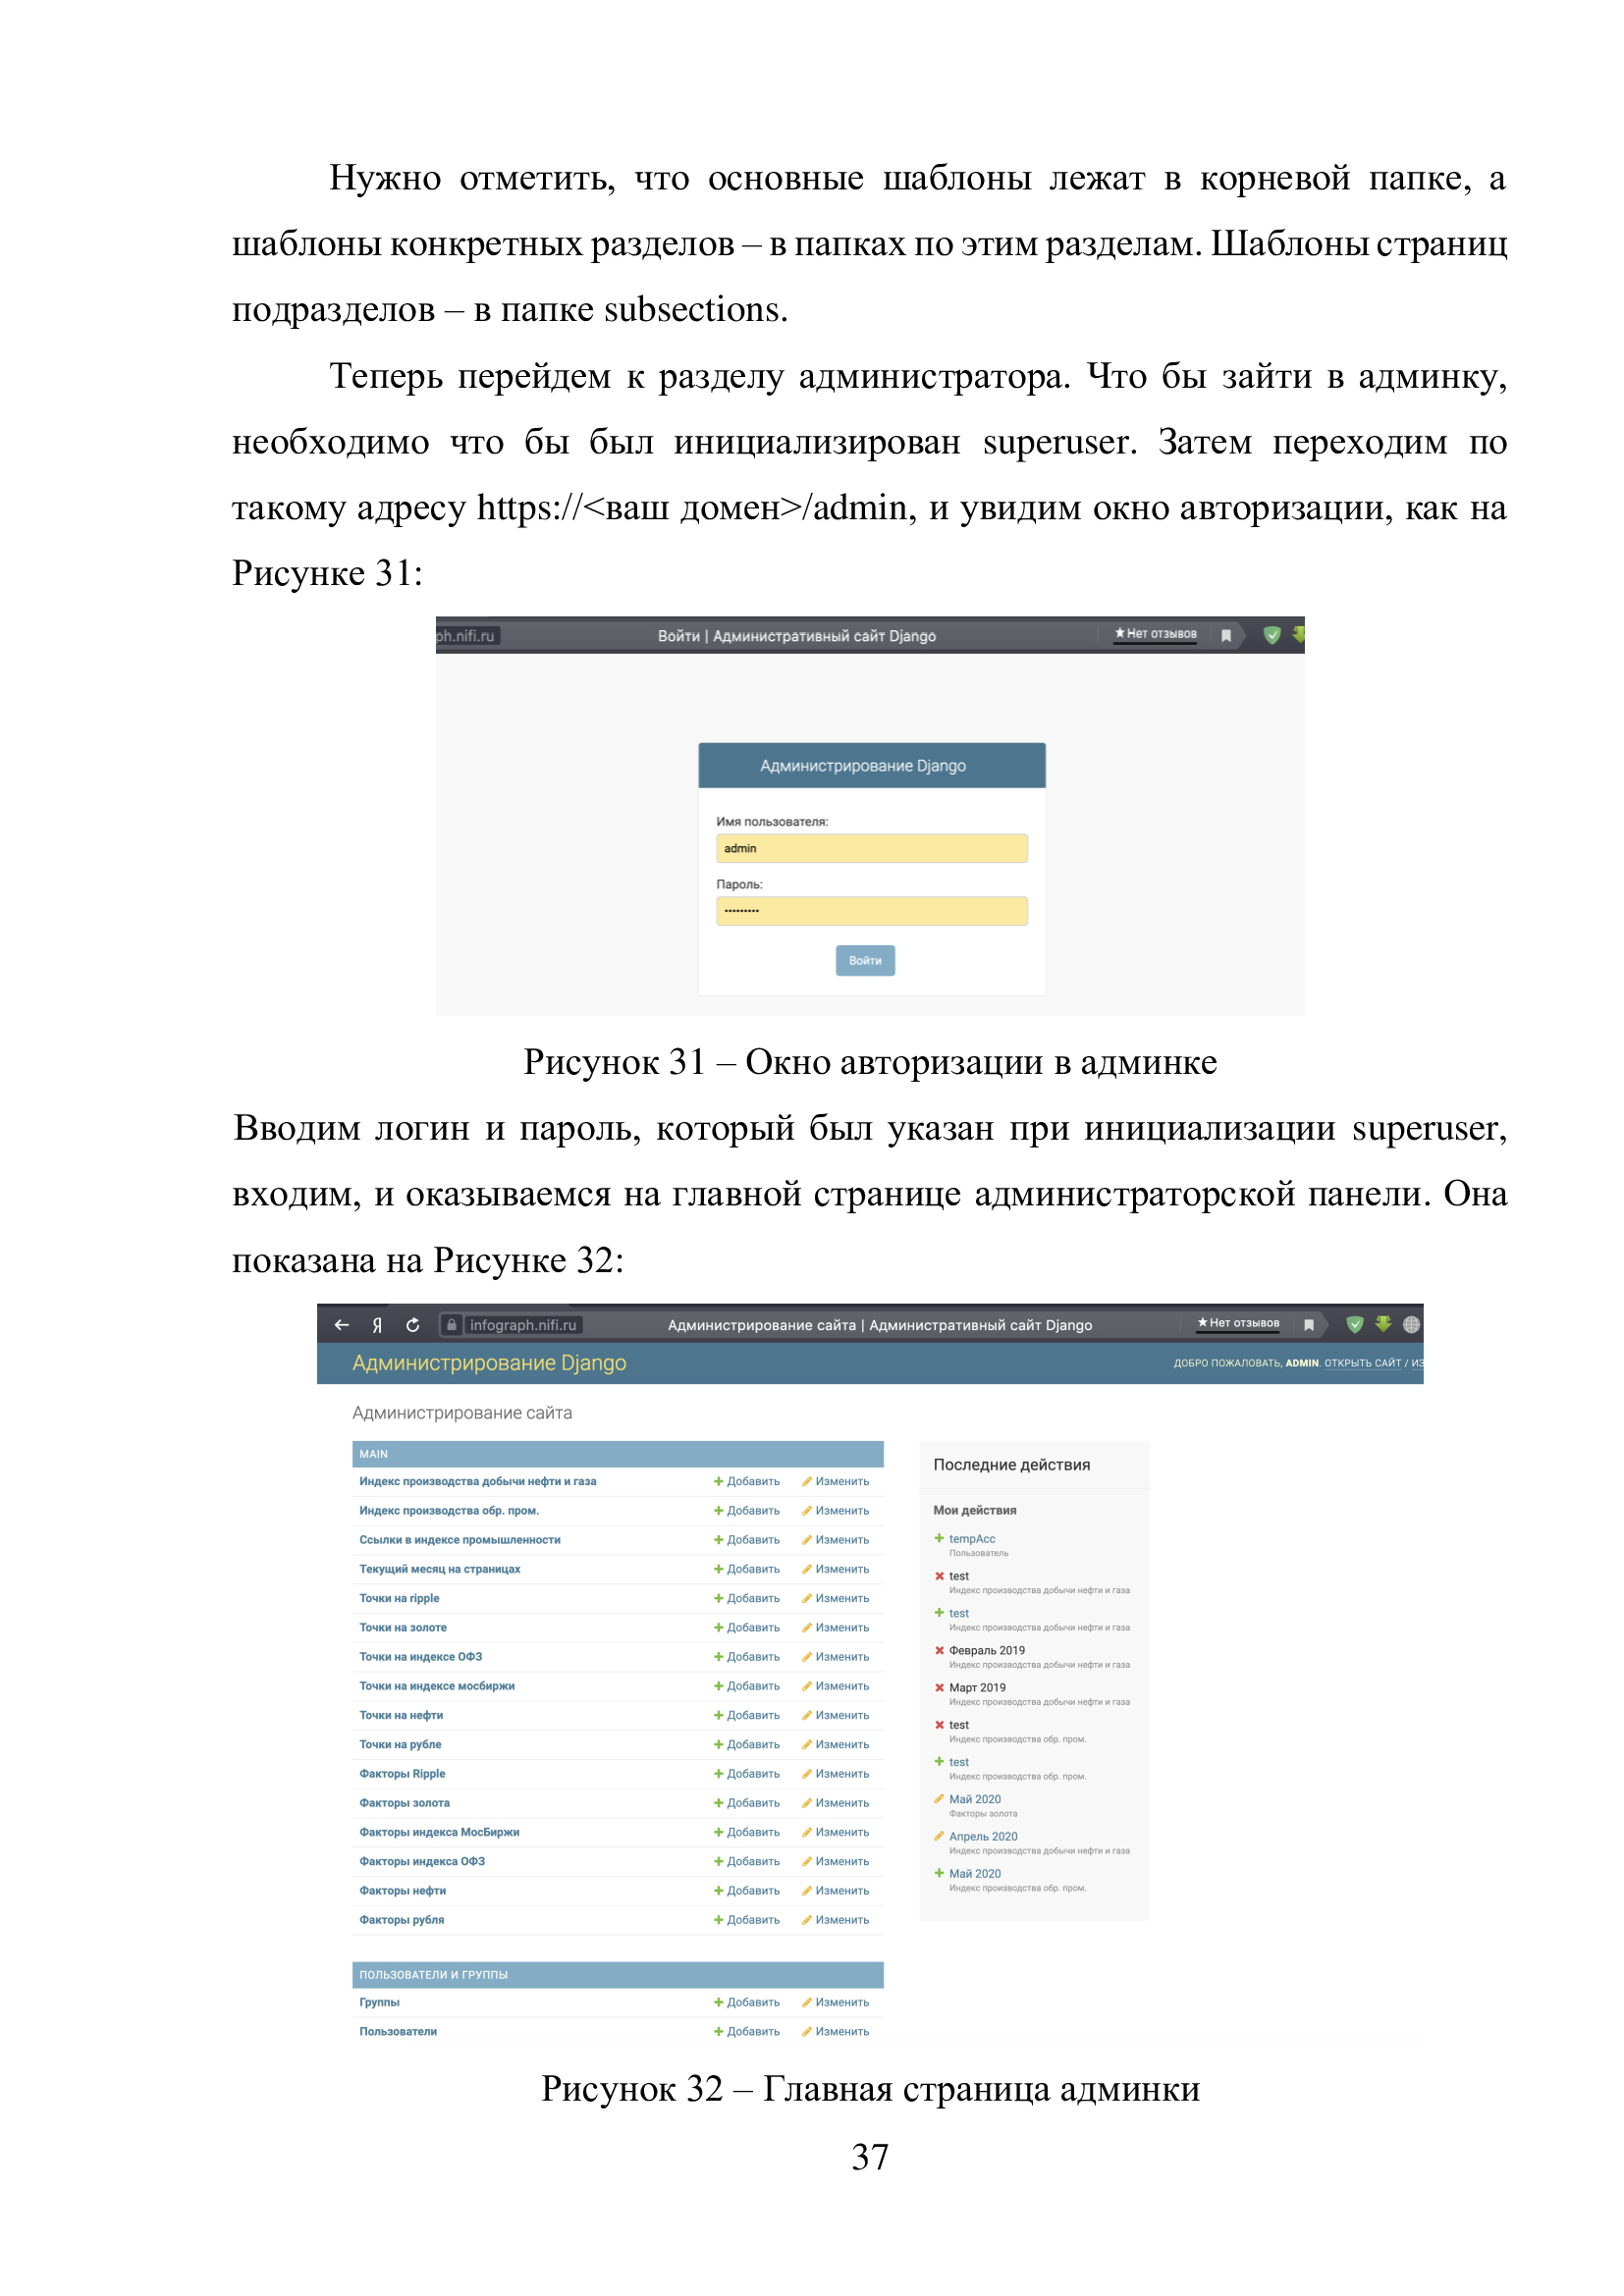 Нужно отметить, что основные шаблоны лежат в корневой папке, а
шаблоны конкретных разделов – в папках по этим разделам. Шаблоны страниц
подразделов – в папке subsections.
Теперь перейдем к разделу администратора. Что бы зайти в админку,
необходимо что бы был инициализирован superuser. Затем переходим по
такому адресу https://<ваш домен>/admin, и увидим окно авторизации, как на
Рисунке 31:
ph.nifi.ru Войти | Административный сайт Django ★Нет отзывов
Администрирование Django
Имя пользователя:
admin
Пароль:
•••••••••
Войти
Рисунок 31 – Окно авторизации в админке
Вводим логин и пароль, который был указан при инициализации superuser,
входим, и оказываемся на главной странице администраторской панели. Она
показана на Рисунке 32:
Я infograph.nifi.ru Администрирование сайта | Административный сайт Django ★Нет отзывов
Администрирование Django ДОБРО ПОЖАЛОВАТЬ, ADMIN. ОТКРЫТЬ САЙТ / ИЗ
Администрирование сайта
MAIN
Индекс производства добычи нефти и газа Добавить Изменить
Индекс производства обр. пром. Добавить Изменить
Ссылки в индексе промышленности Добавить Изменить
Текущий месяц на страницах Добавить Изменить
Точки на ripple Добавить Изменить
Точки на золоте Добавить Изменить
Точки на индексе ОФЗ Добавить Изменить
Точки на индексе мосбиржи Добавить Изменить
Точки на нефти Добавить Изменить
Точки на рубле Добавить Изменить
Факторы Ripple Добавить Изменить
Факторы золота Добавить Изменить
Факторы индекса МосБиржи Добавить Изменить
Факторы индекса ОФЗ Добавить Изменить
Факторы нефти Добавить Изменить
Факторы рубля Добавить Изменить
ПОЛЬЗОВАТЕЛИ И ГРУППЫ
Группы Добавить Изменить
Пользователи Добавить Изменить
Последние действия
Мои действия
tempAcc
Пользователь
test
Индекс производства добычи нефти и газа
test
Индекс производства добычи нефти и газа
Февраль 2019
Индекс производства добычи нефти и газа
Март 2019
Индекс производства добычи нефти и газа
test
Индекс производства обр. пром.
test
Индекс производства обр. пром.
Май 2020
Факторы золота
Апрель 2020
Индекс производства добычи нефти и газа
Май 2020
Индекс производства обр. пром.
Рисунок 32 – Главная страница админки
37